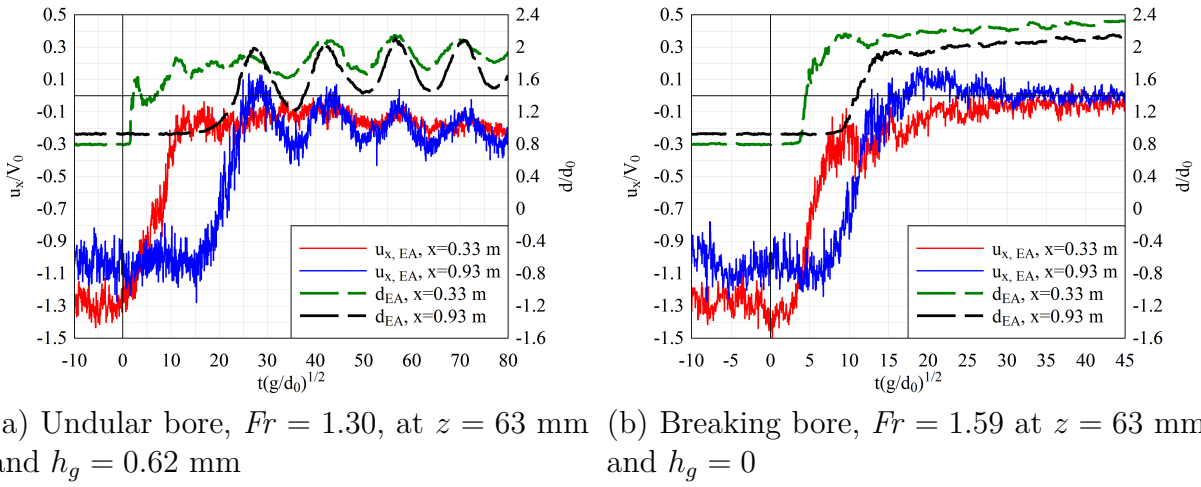 0.5
0.3
0.1
-0.1
-0.3
-0.5
-0.7
-0.9
-1.1
-1.3
-1.5
u_x/V_0
2.4
2
1.6
1.2
0.8
0.4
0
-0.4
-0.8
-1.2
-1.6
d/d_0
-10 0 10 20 30 40 50 60 70 80
t(g/d_0)^1/2
u_x, EA, x=0.33 m
u_x, EA, x=0.93 m
d_EA, x=0.33 m
d_EA, x=0.93 m
0.5
0.3
0.1
-0.1
-0.3
-0.5
-0.7
-0.9
-1.1
-1.3
-1.5
u_x/V_0
2.4
2
1.6
1.2
0.8
0.4
0
-0.4
-0.8
-1.2
-1.6
d/d_0
-10 -5 0 5 10 15 20 25 30 35 40 45
t(g/d_0)^1/2
u_x, EA, x=0.33 m
u_x, EA, x=0.93 m
d_EA, x=0.33 m
d_EA, x=0.93 m
a) Undular bore, Fr = 1.30, at z = 63 mm
and h_g = 0.62 mm
(b) Breaking bore, Fr = 1.59 at z = 63 mm
and h_g = 0